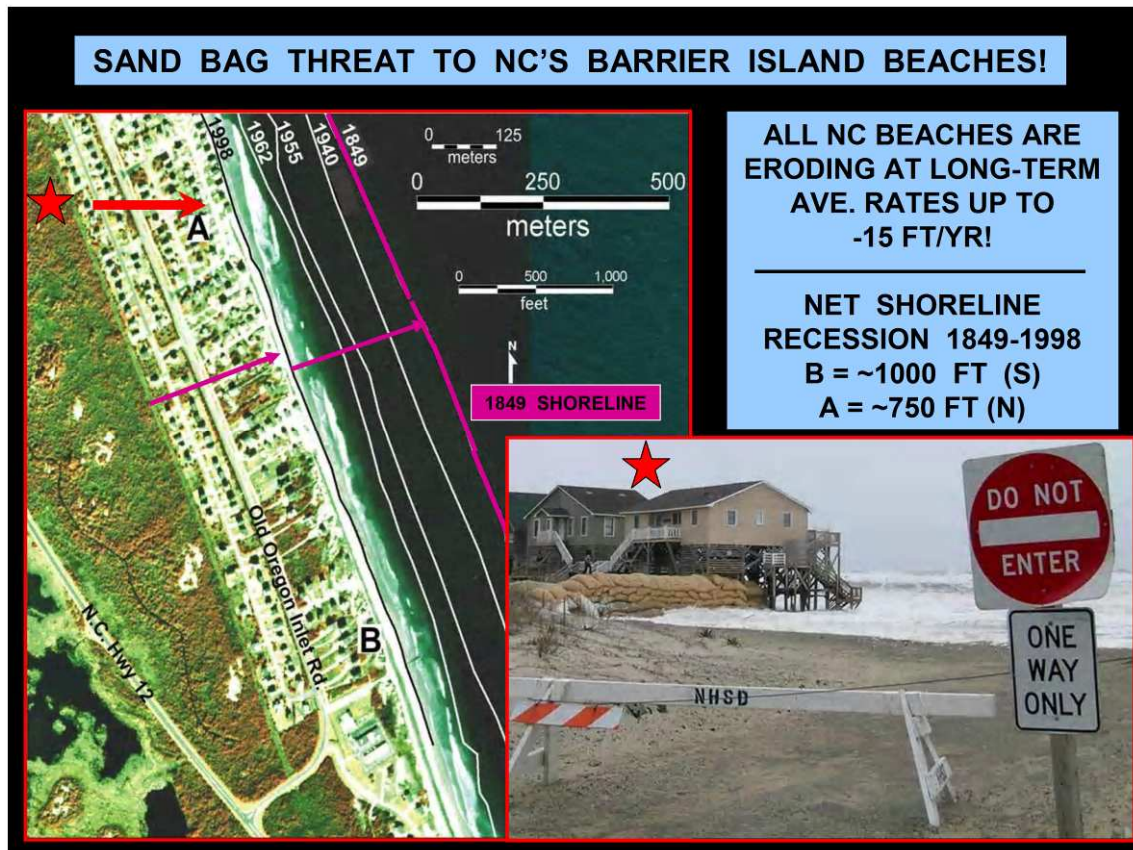 SAND BAG THREAT TO NC'S BARRIER ISLAND BEACHES!
1998
1962
1955
1940
1849
0 125
meters
0 250 500
meters
0 500 1,000
feet
N
A
1849 SHORELINE
Old Oregon Inlet Rd.
B
N.C. Hwy 12
ALL NC BEACHES ARE
ERODING AT LONG-TERM
AVE. RATES UP TO
-15 FT/YR!
NET SHORELINE
RECESSION 1849-1998
B = ~1000 FT (S)
A = ~750 FT (N)
DO NOT
ENTER
ONE
WAY
ONLY
NHSD